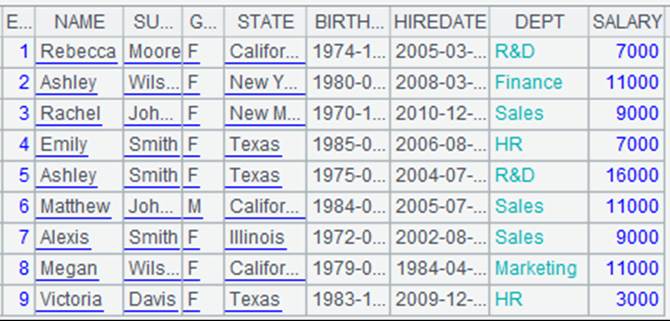 E... NAME SU... G... STATE BIRTH... HIREDATE DEPT SALARY
1 Rebecca Moore F Califor... 1974-1... 2005-03-... R&D 7000
2 Ashley Wils... F New Y... 1980-0... 2008-03-... Finance 11000
3 Rachel Joh... F New M... 1970-1... 2010-12-... Sales 9000
4 Emily Smith F Texas 1985-0... 2006-08-... HR 7000
5 Ashley Smith F Texas 1975-0... 2004-07-... R&D 16000
6 Matthew Joh... M Califor... 1984-0... 2005-07-... Sales 11000
7 Alexis Smith F Illinois 1972-0... 2002-08-... Sales 9000
8 Megan Wils... F Califor... 1979-0... 1984-04-... Marketing 11000
9 Victoria Davis F Texas 1983-1... 2009-12-... HR 3000